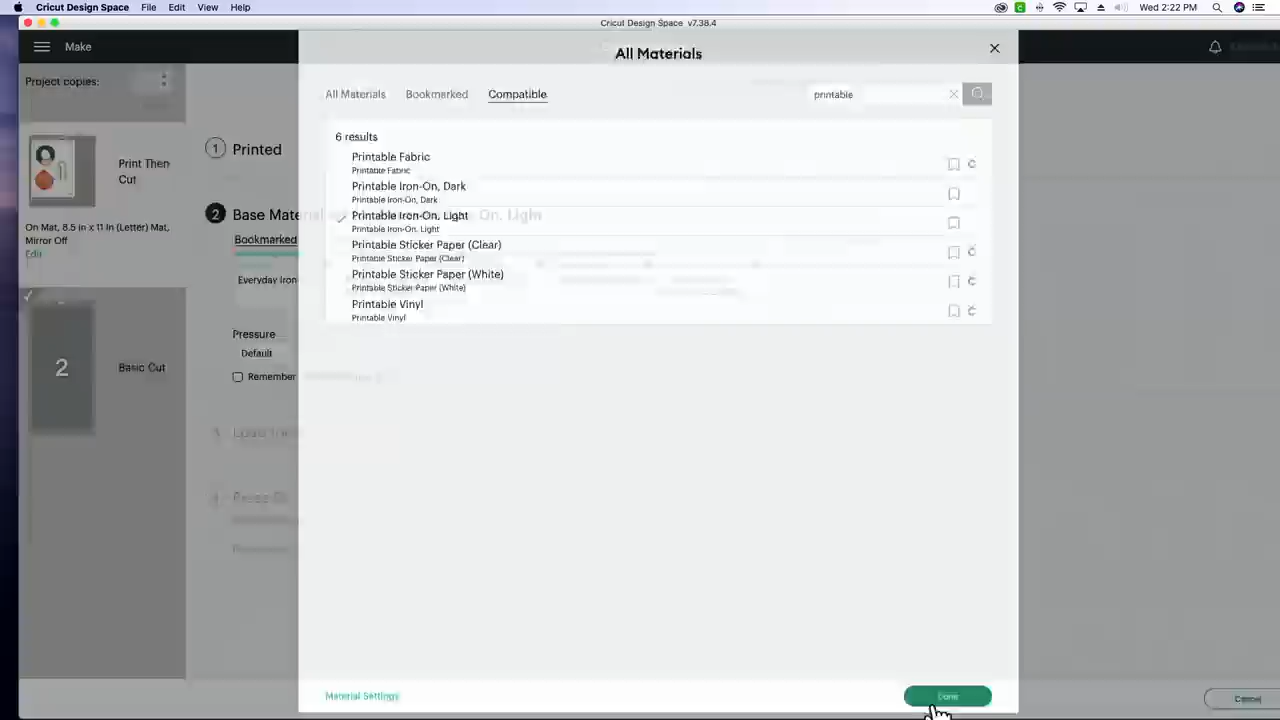 Cricut Design Space File Edit View Help Wed 2:22 PM
Cricut Design Space v7.38.4
Make
All Materials
Project copies:
All Materials Bookmarked Compatible
printable
6 results
Printable Fabric
Printable Fabric
Printable Iron-On, Dark
Printable Iron-On, Dark
Printable Iron-On, Light
Printable Iron-On, Light
Printable Sticker Paper (Clear)
Printable Sticker Paper (Clear)
Printable Sticker Paper (White)
Printable Sticker Paper (White)
Printable Vinyl
Printable Vinyl
Print Then
Cut
On Mat, 8.5 in x 11 in (Letter) Mat,
Mirror Off
Edit
2
Basic Cut
1 Printed
2 Base Material On, Light
Bookmarked
Everyday Iron
Pressure
Default
Remember
Material Settings
Done
Cancel